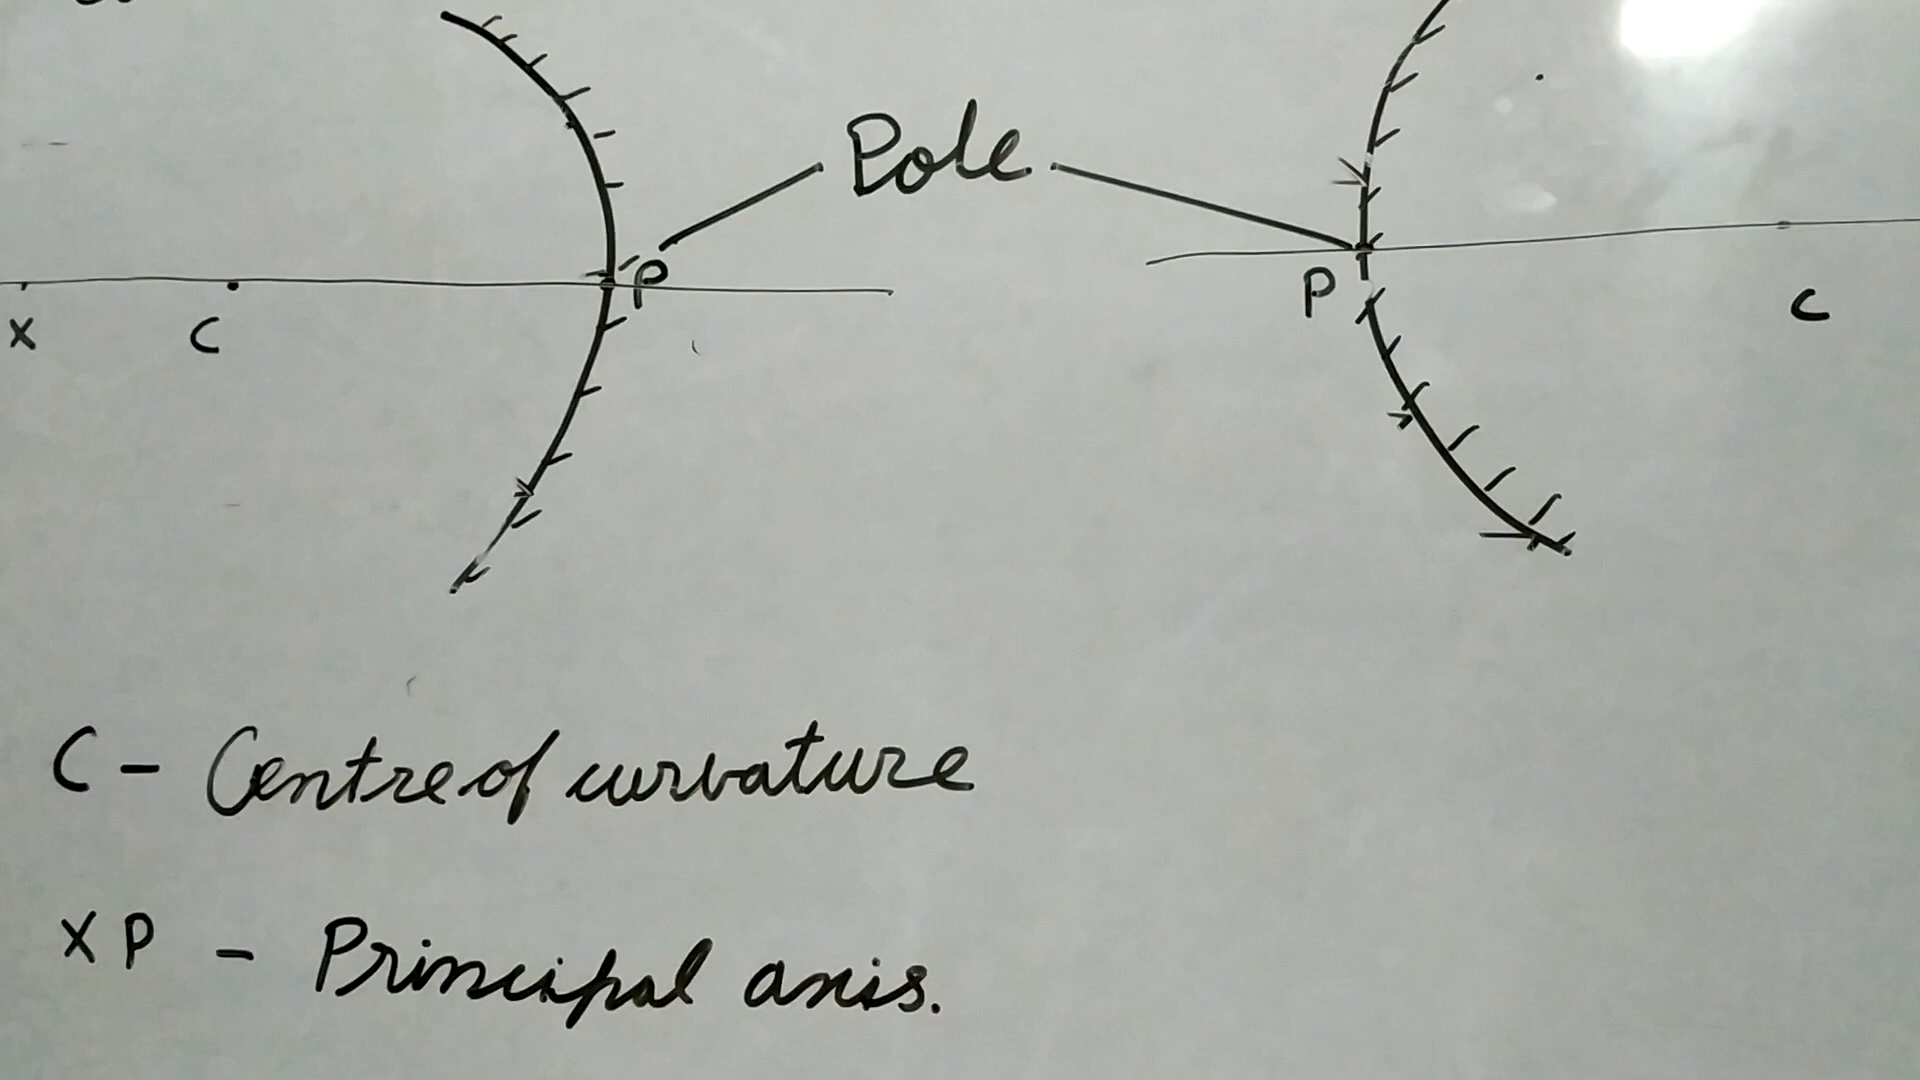 Pole
P
P
X
C
C
C - Centre of curvature
XP - Principal axis.